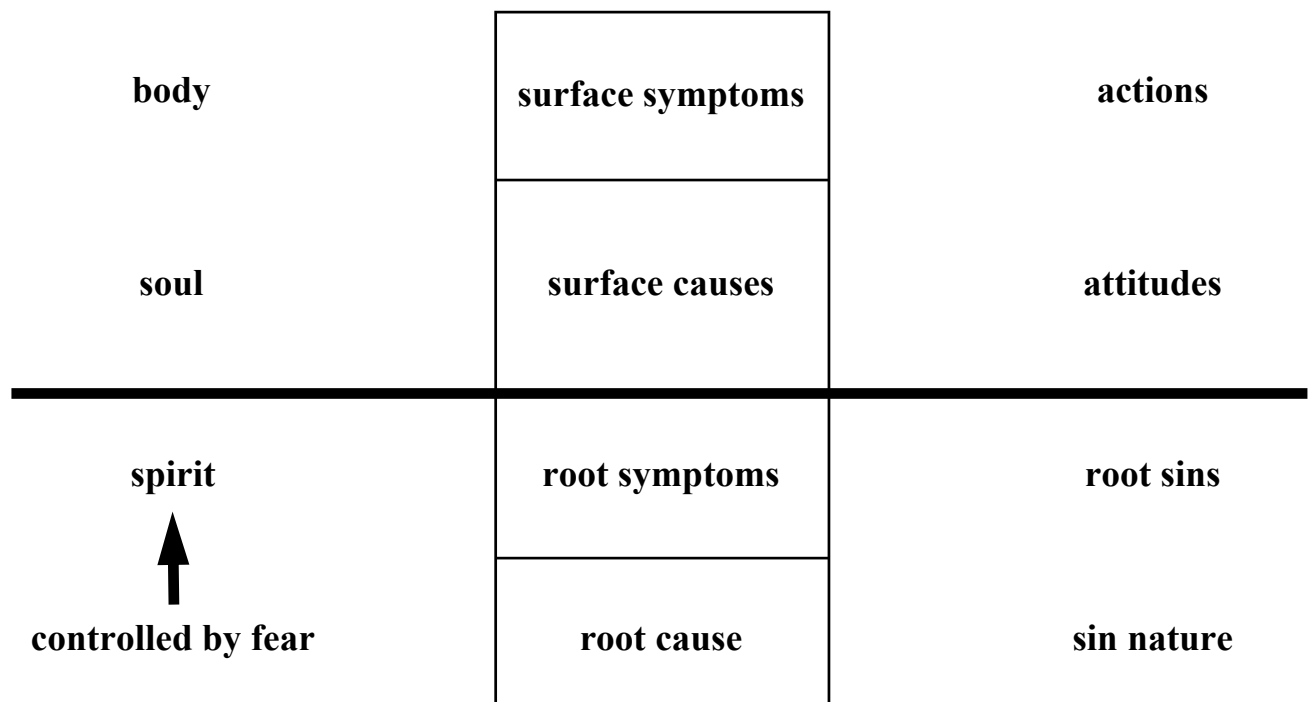 body surface symptoms actions
soul surface causes attitudes
spirit root symptoms root sins
controlled by fear root cause sin nature